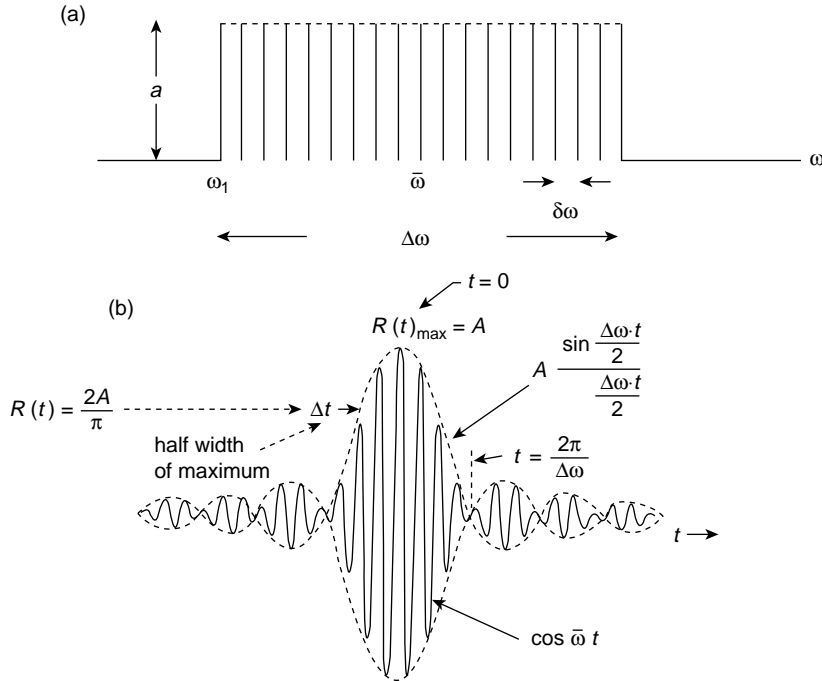 (a)
a
ω
ω₁
ω̄
δω
Δω
(b)
t = 0
R (t)max = A
A sin Δω·t/2 / Δω·t/2
R (t) = 2A/π
Δt
half width
of maximum
t = 2π/Δω
t
cos ω̄ t